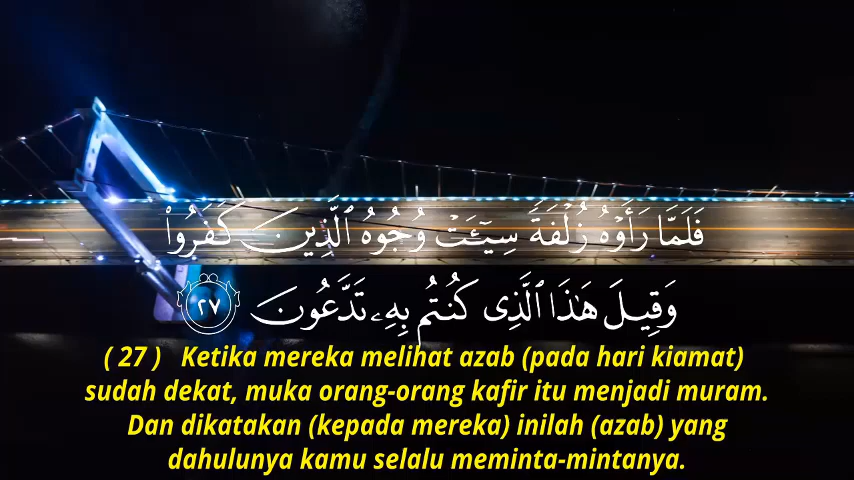 فَلَمَّا رَأَوْهُ زُلْفَةً سِيٓـَٔتْ وُجُوهُ ٱلَّذِينَ كَفَرُوا۟
وَقِيلَ هَـٰذَا ٱلَّذِى كُنتُم بِهِۦ تَدَّعُونَ ٢٧
( 27 ) Ketika mereka melihat azab (pada hari kiamat)
sudah dekat, muka orang-orang kafir itu menjadi muram.
Dan dikatakan (kepada mereka) inilah (azab) yang
dahulunya kamu selalu meminta-mintanya.